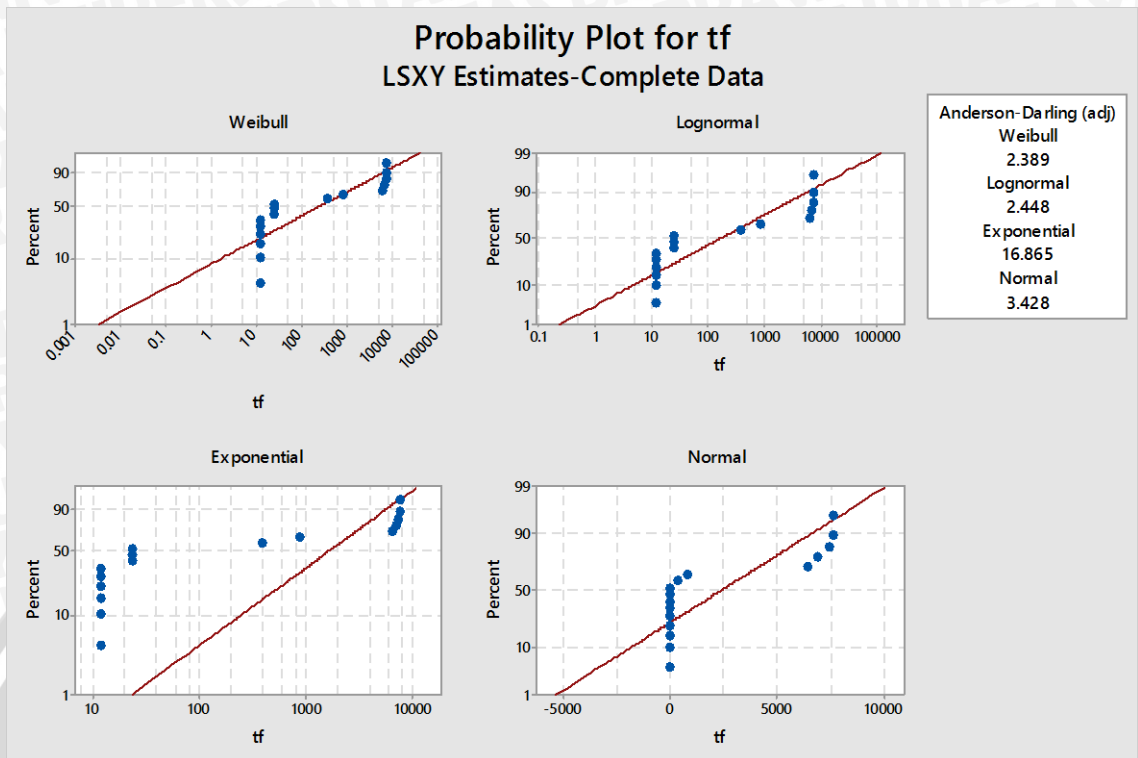 Probability Plot for tf
LSXY Estimates-Complete Data
Weibull
90
50
10
1
Percent
0.001 0.01 0.1 1 10 100 1000 10000 100000
tf
Lognormal
99
90
50
10
1
Percent
0.1 1 10 100 1000 10000 100000
tf
Exponential
90
50
10
1
Percent
10 100 1000 10000
tf
Normal
99
90
50
10
1
Percent
-5000 0 5000 10000
tf
Anderson-Darling (adj)
Weibull
2.389
Lognormal
2.448
Exponential
16.865
Normal
3.428